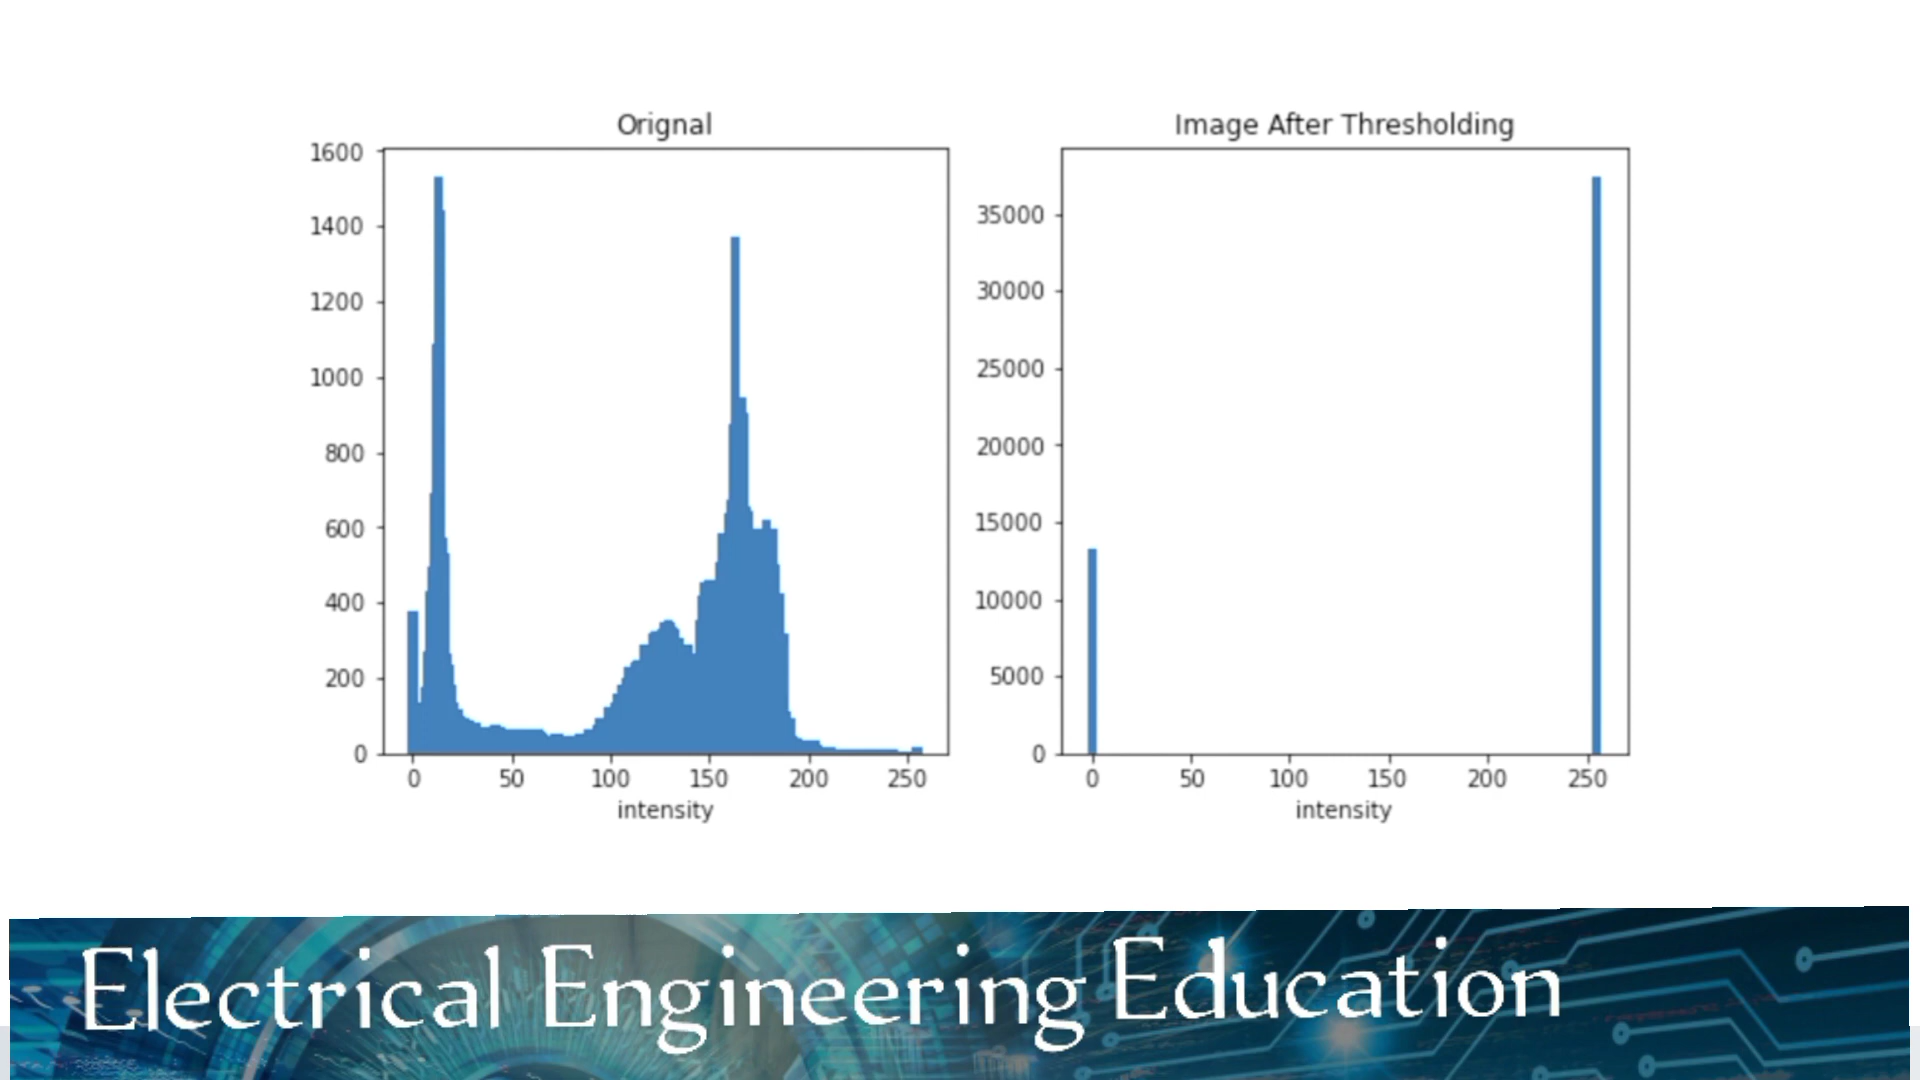 Orignal
1600
1400
1200
1000
800
600
400
200
0
0 50 100 150 200 250
intensity
Image After Thresholding
35000
30000
25000
20000
15000
10000
5000
0
0 50 100 150 200 250
intensity
Electrical Engineering Education